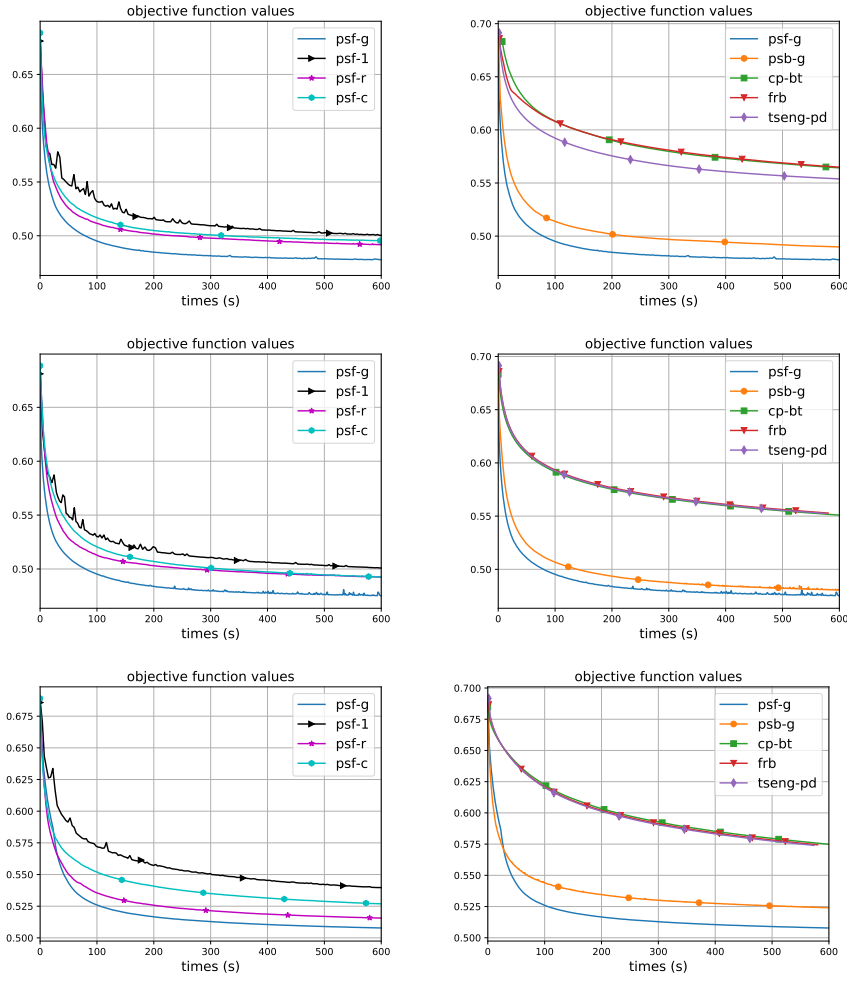 objective function values
0.65
0.60
0.55
0.50
psf-g
psf-1
psf-r
psf-c
0 100 200 300 400 500 600
times (s)
objective function values
0.70
0.65
0.60
0.55
0.50
psf-g
psb-g
cp-bt
frb
tseng-pd
0 100 200 300 400 500 600
times (s)
objective function values
0.65
0.60
0.55
0.50
psf-g
psf-1
psf-r
psf-c
0 100 200 300 400 500 600
times (s)
objective function values
0.70
0.65
0.60
0.55
0.50
psf-g
psb-g
cp-bt
frb
tseng-pd
0 100 200 300 400 500 600
times (s)
objective function values
0.675
0.650
0.625
0.600
0.575
0.550
0.525
0.500
psf-g
psf-1
psf-r
psf-c
0 100 200 300 400 500 600
times (s)
objective function values
0.700
0.675
0.650
0.625
0.600
0.575
0.550
0.525
0.500
psf-g
psb-g
cp-bt
frb
tseng-pd
0 100 200 300 400 500 600
times (s)